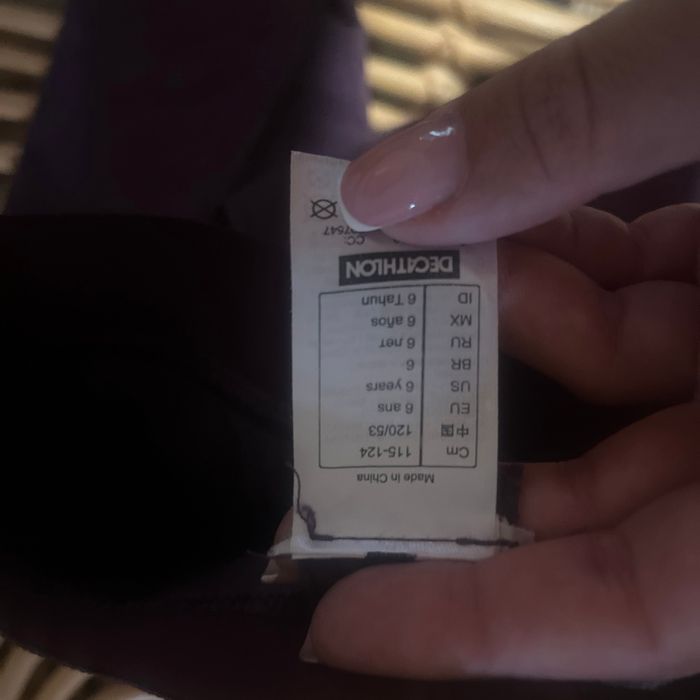 Made in China
Cm 115-124
中国 120/53
EU 6 ans
US 6 years
BR 6
RU 6 лет
MX 6 años
ID 6 Tahun
DECATHLON
CC: